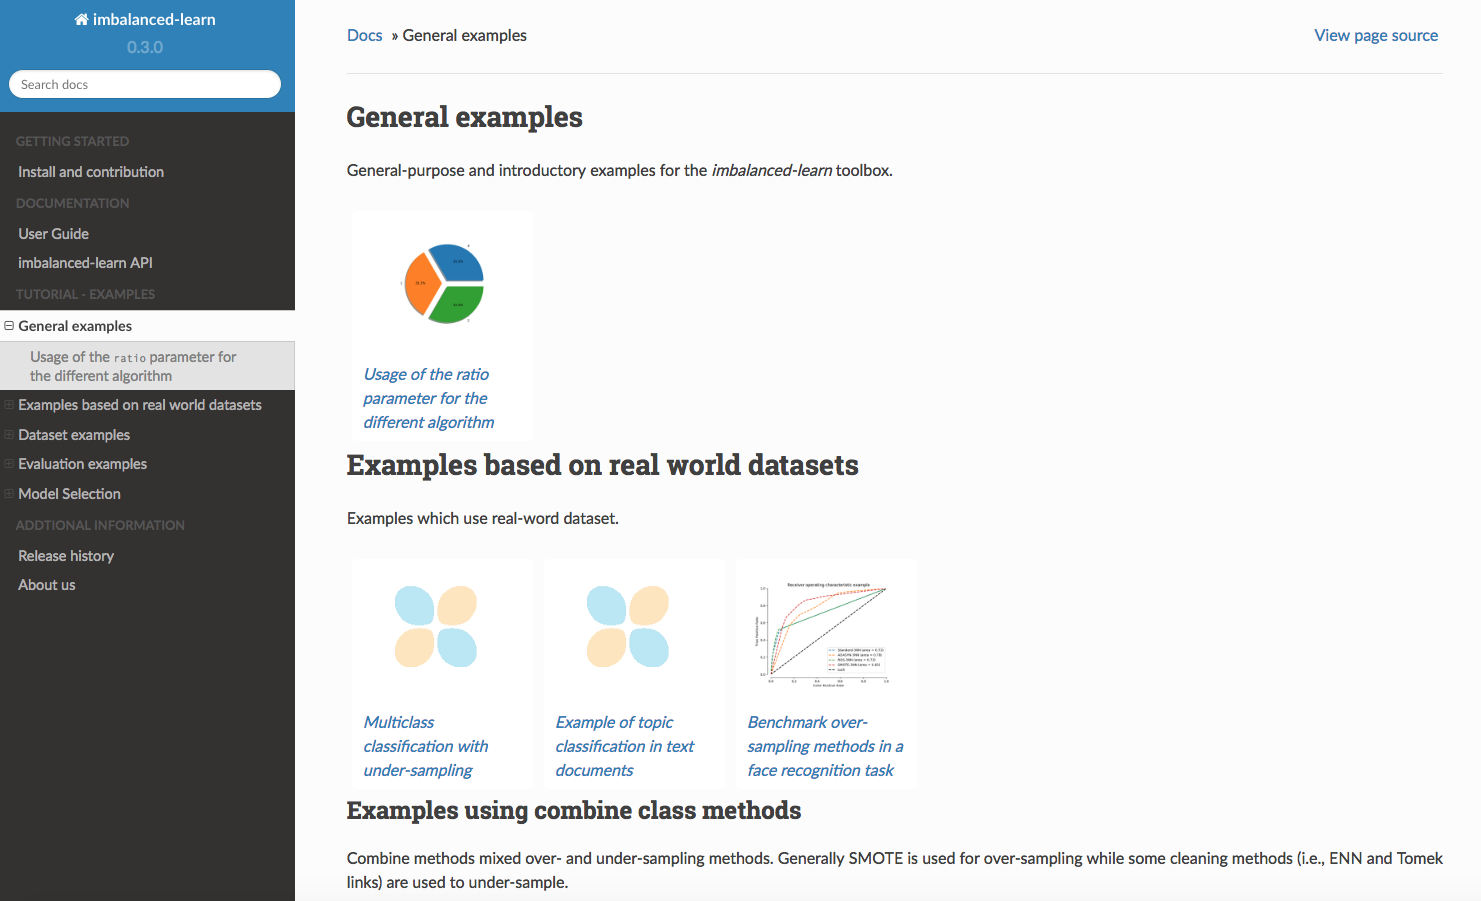 imbalanced-learn
0.3.0
Search docs
GETTING STARTED
Install and contribution
DOCUMENTATION
User Guide
imbalanced-learn API
TUTORIAL - EXAMPLES
General examples
Usage of the ratio parameter for
the different algorithm
Examples based on real world datasets
Dataset examples
Evaluation examples
Model Selection
ADDTIONAL INFORMATION
Release history
About us
Docs » General examples
View page source
General examples
General-purpose and introductory examples for the imbalanced-learn toolbox.
Usage of the ratio
parameter for the
different algorithm
Examples based on real world datasets
Examples which use real-word dataset.
Multiclass
classification with
under-sampling
Example of topic
classification in text
documents
Receiver operating characteristic example
Benchmark over-
sampling methods in a
face recognition task
Examples using combine class methods
Combine methods mixed over- and under-sampling methods. Generally SMOTE is used for over-sampling while some cleaning methods (i.e., ENN and Tomek
links) are used to under-sample.